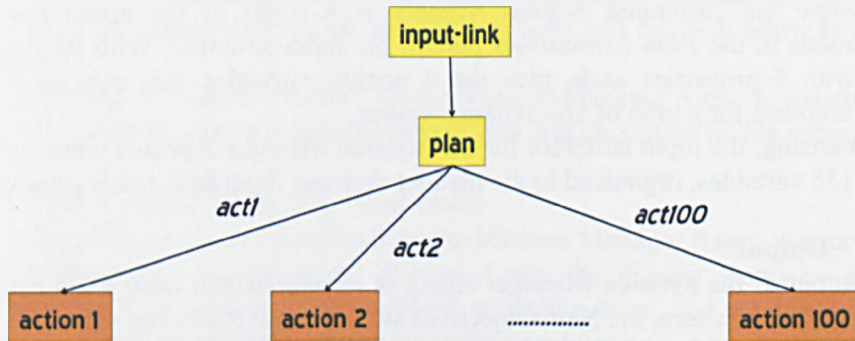 input-link
plan
act1
act2
act100
action 1
action 2
................
action 100